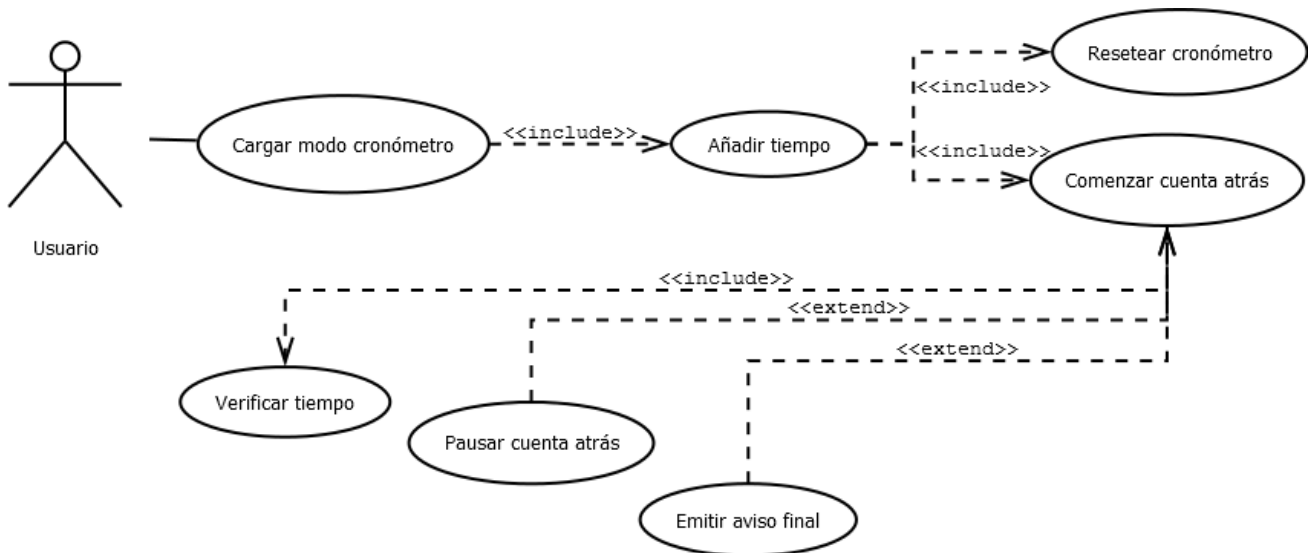 Resetear cronómetro
<<include>>
Cargar modo cronómetro
<<include>>
Añadir tiempo
<<include>>
Comenzar cuenta atrás
Usuario
<<include>>
<<extend>>
<<extend>>
Verificar tiempo
Pausar cuenta atrás
Emitir aviso final